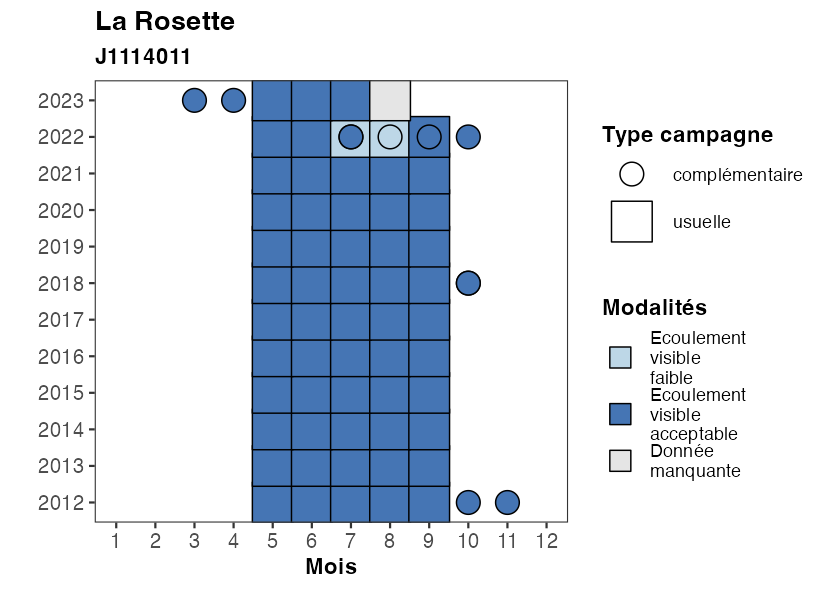 La Rosette
J1114011
2023
2022
2021
2020
2019
2018
2017
2016
2015
2014
2013
2012
1 2 3 4 5 6 7 8 9 10 11 12
Mois
Type campagne
complémentaire
usuelle
Modalités
Ecoulement
visible
faible
Ecoulement
visible
acceptable
Donnée
manquante